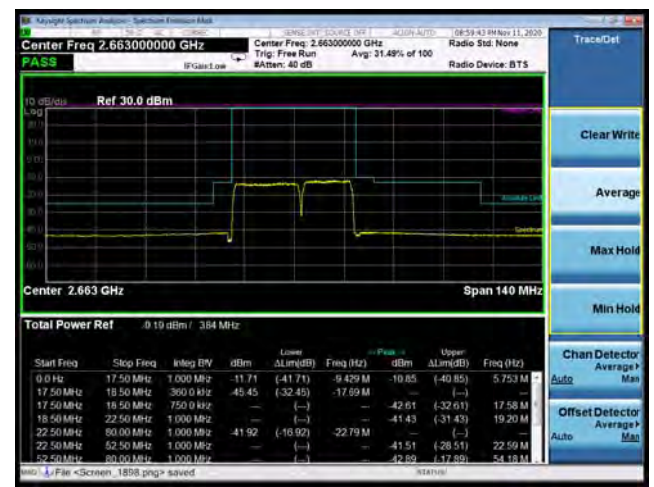 Keysight Spectrum Analyzer - Spectrum Emission Mask
08:59:43 PM Nov 11, 2020
Center Freq 2.663000000 GHz
Center Freq: 2.663000000 GHz
Radio Std: None
Trace/Det
Trig: Free Run
Avg: 31.49% of 100
PASS
IFGain:Low
#Atten: 40 dB
Radio Device: BTS
10 dB/div
Ref 30.0 dBm
Log
Clear Write
Average
Absolute Limit
Spectrum
Max Hold
Center 2.663 GHz
Span 140 MHz
Min Hold
Total Power Ref
-0.19 dBm / 384 MHz
Lower
<- Peak ->
Upper
Start Freq
Stop Freq
Integ BW
dBm
ΔLim(dB)
Freq (Hz)
dBm
ΔLim(dB)
Freq (Hz)
0.0 Hz 17.50 MHz 1.000 MHz -11.71 (-41.71) -9.429 M -10.85 (-40.85) 5.753 M
17.50 MHz 18.50 MHz 360.0 kHz -45.45 (-32.45) -17.69 M --- (---) ---
17.50 MHz 18.50 MHz 750.0 kHz --- (---) --- -42.61 (-32.61) 17.58 M
18.50 MHz 22.50 MHz 1.000 MHz --- (---) --- -41.43 (-31.43) 19.20 M
22.50 MHz 80.00 MHz 1.000 MHz -41.92 (-16.92) -22.79 M --- (---) ---
22.50 MHz 52.50 MHz 1.000 MHz --- (---) --- -41.51 (-28.51) 22.59 M
52.50 MHz 80.00 MHz 1.000 MHz --- (---) --- -42.89 (-17.89) 54.18 M
Chan Detector
Average
Auto Man
Offset Detector
Average
Auto Man
MSG File <Screen_1898.png> saved
STATUS